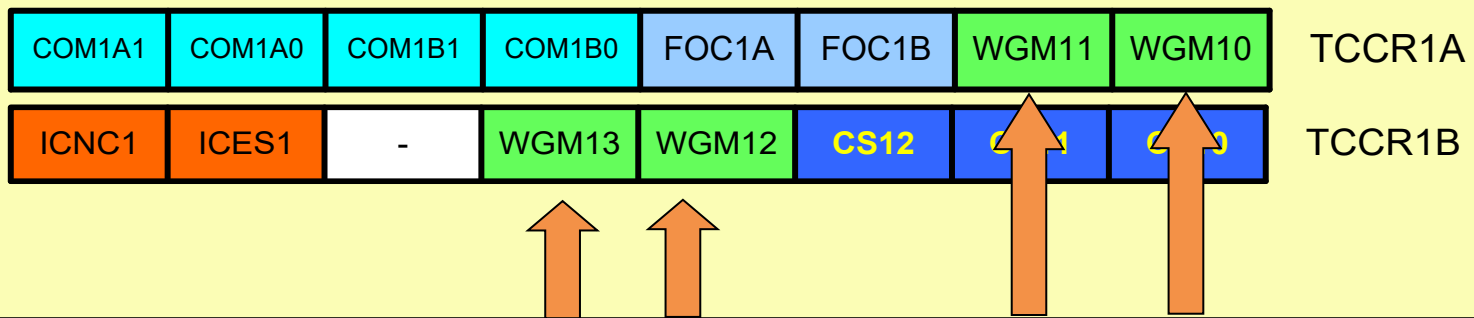 COM1A1 COM1A0 COM1B1 COM1B0 FOC1A FOC1B WGM11 WGM10 TCCR1A
ICNC1 ICES1 - WGM13 WGM12 CS12 TCCR1B